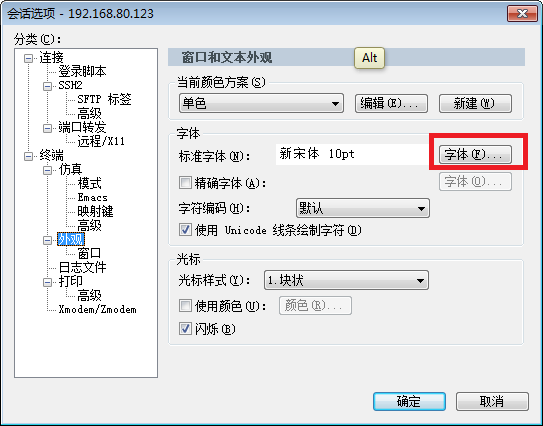 会话选项 - 192.168.80.123
分类(C):
连接
登录脚本
SSH2
SFTP 标签
高级
端口转发
远程/X11
终端
仿真
模式
Emacs
映射键
高级
外观
窗口
日志文件
打印
高级
Xmodem/Zmodem
窗口和文本外观
Alt
当前颜色方案(S)
单色
编辑(E)...
新建(W)
字体
标准字体(N):
新宋体 10pt
字体(F)...
精确字体(A):
字体(O)...
字符编码(H):
默认
使用 Unicode 线条绘制字符(D)
光标
光标样式(Y):
1.块状
使用颜色(U):
颜色(R)...
闪烁(B)
确定
取消